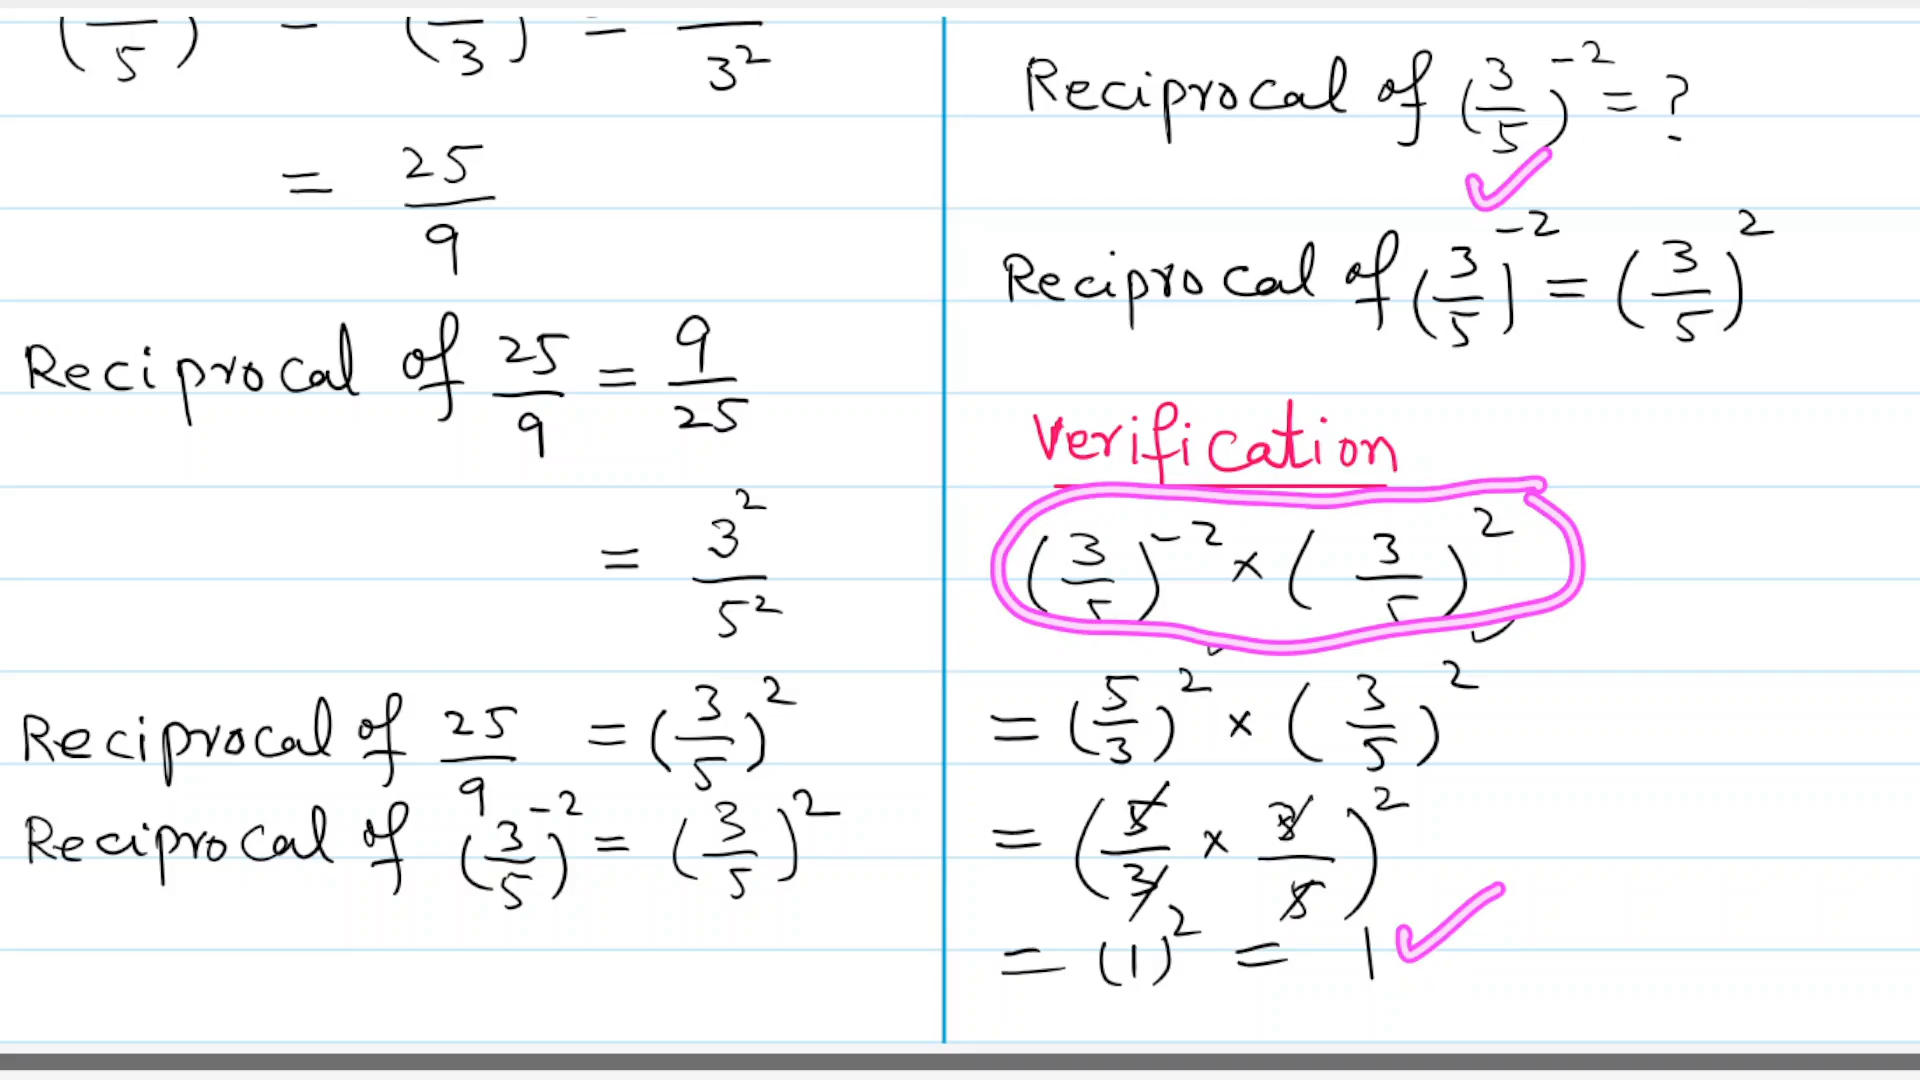 (‾/5) = (‾/3) = ‾/3²
= 25/9
Reciprocal of 25/9 = 9/25
= 3²/5²
Reciprocal of 25/9 = (3/5)²
Reciprocal of (3/5)⁻² = (3/5)²
Reciprocal of (3/5)⁻² = ?
Reciprocal of (3/5)⁻² = (3/5)²
Verification
(3/5)⁻² × (3/5)²
= (5/3)² × (3/5)²
= (5/3 × 3/5)²
= (1)² = 1